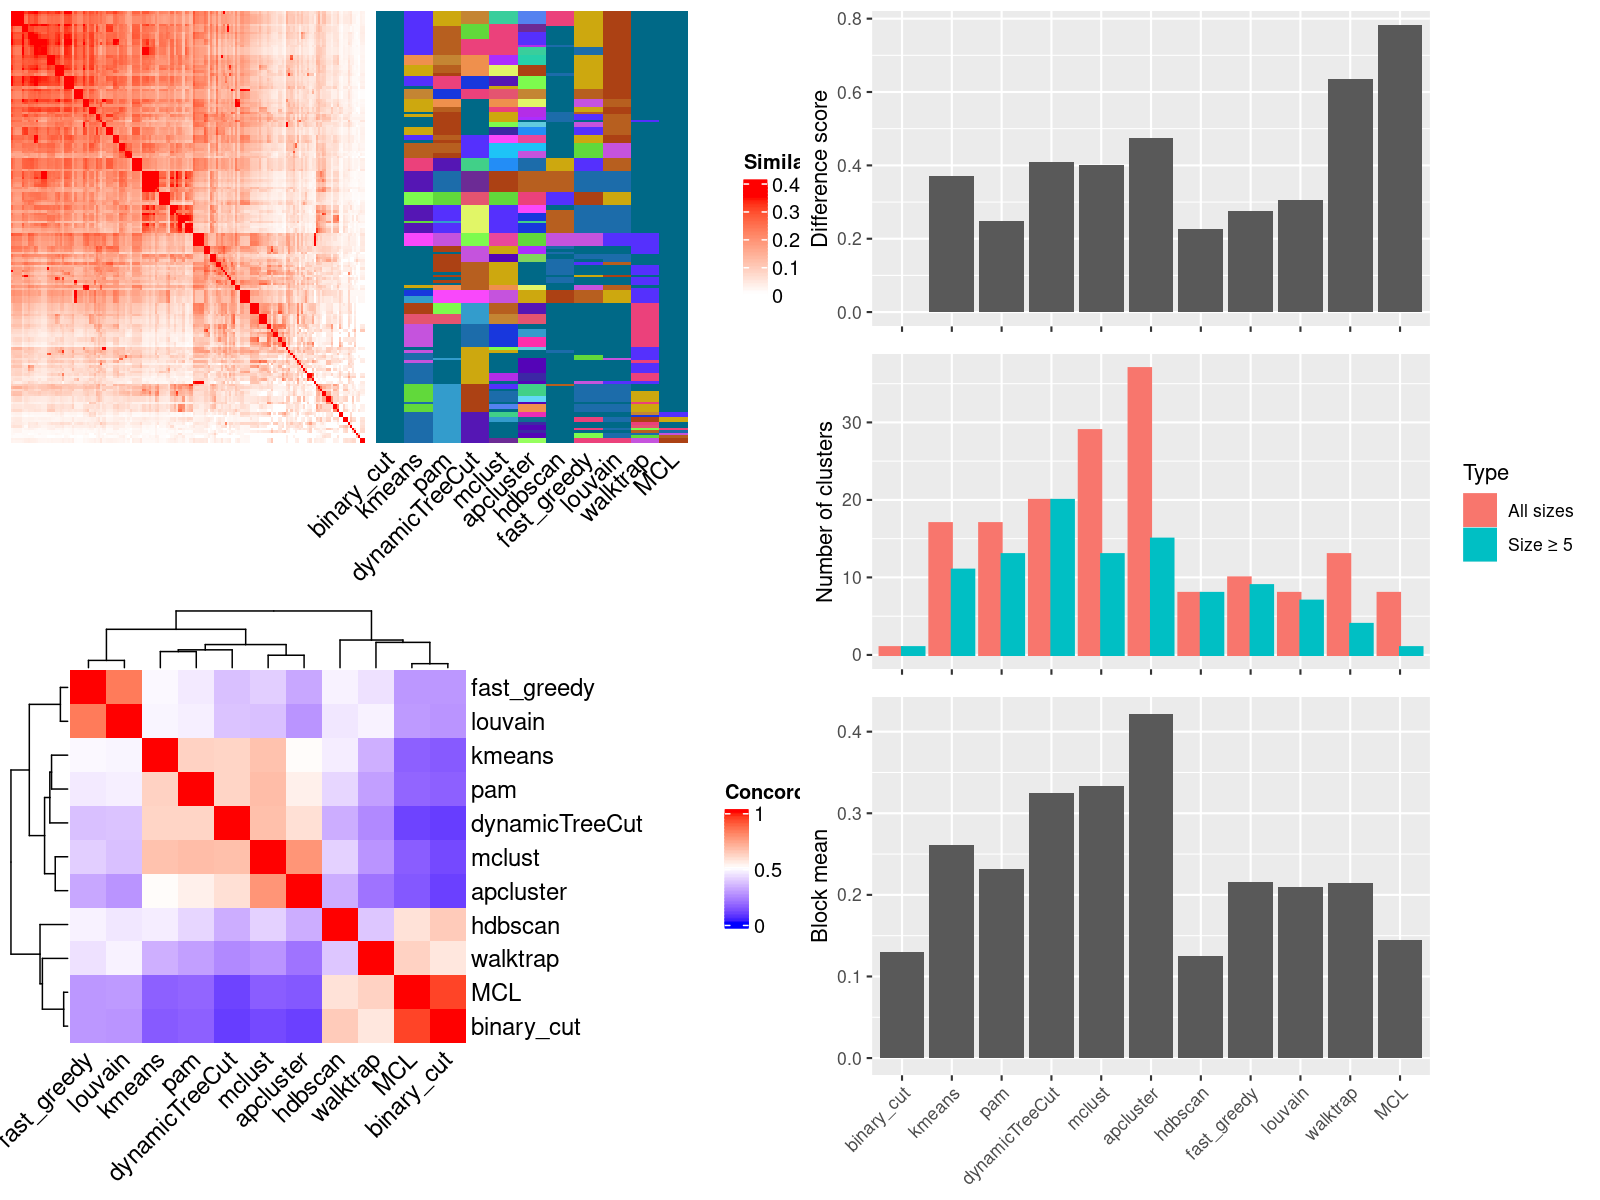 Simila
0.4
0.3
0.2
0.1
0
binary_cut
kmeans
pam
dynamicTreeCut
mclust
apcluster
hdbscan
fast_greedy
louvain
walktrap
MCL
fast_greedy
louvain
kmeans
pam
dynamicTreeCut
mclust
apcluster
hdbscan
walktrap
MCL
binary_cut
fast_greedy
louvain
kmeans
pam
dynamicTreeCut
mclust
apcluster
hdbscan
walktrap
MCL
binary_cut
Concord
1
0.5
0
Difference score
0.8
0.6
0.4
0.2
0.0
Number of clusters
30
20
10
0
Type
All sizes
Size ≥ 5
Block mean
0.4
0.3
0.2
0.1
0.0
binary_cut
kmeans
pam
dynamicTreeCut
mclust
apcluster
hdbscan
fast_greedy
louvain
walktrap
MCL